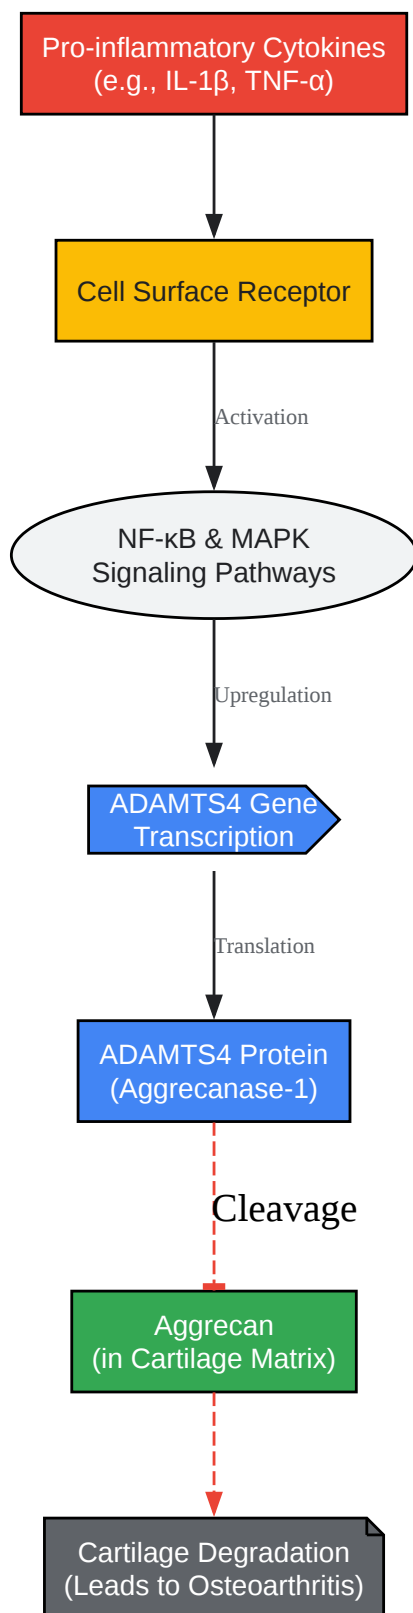 Pro-inflammatory Cytokines
(e.g., IL-1β, TNF-α)
Cell Surface Receptor
Activation
NF-κB & MAPK
Signaling Pathways
Upregulation
ADAMTS4 Gene
Transcription
Translation
ADAMTS4 Protein
(Aggrecanase-1)
Cleavage
Aggrecan
(in Cartilage Matrix)
Cartilage Degradation
(Leads to Osteoarthritis)